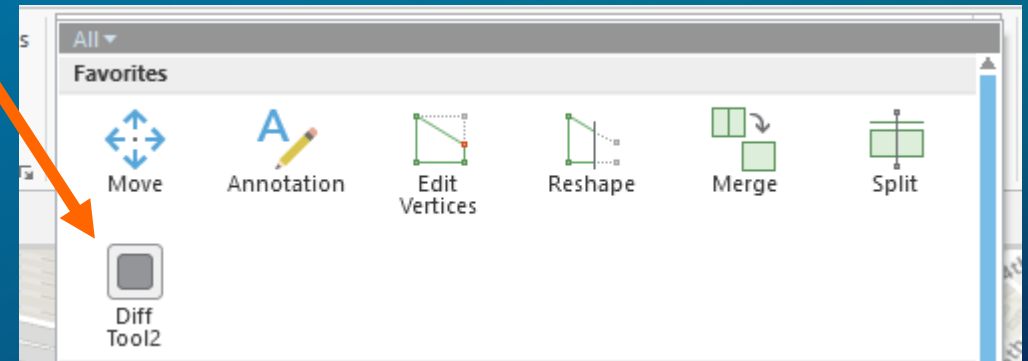 s
All
Favorites
Move
Annotation
Edit
Vertices
Reshape
Merge
Split
Diff
Tool2